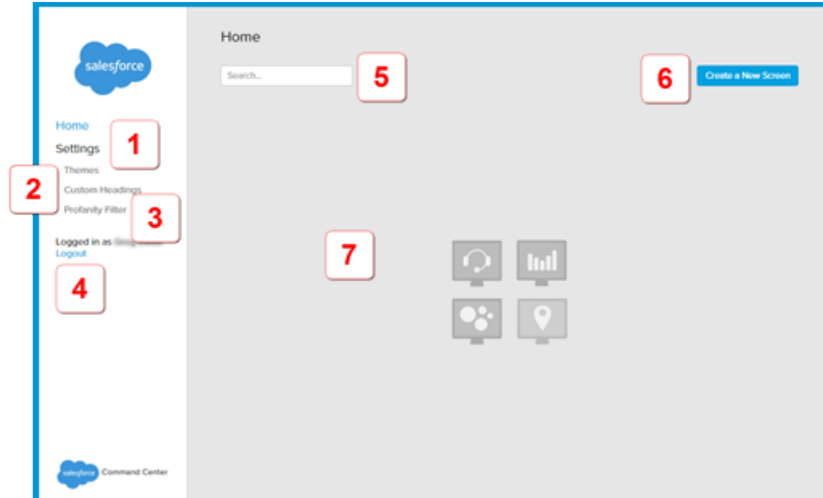 salesforce
Home
Settings
1
Themes
2
Custom Headings
Profanity Filter
3
Logged in as
Logout
4
salesforce Command Center
Home
Search...
5
6
Create a New Screen
7